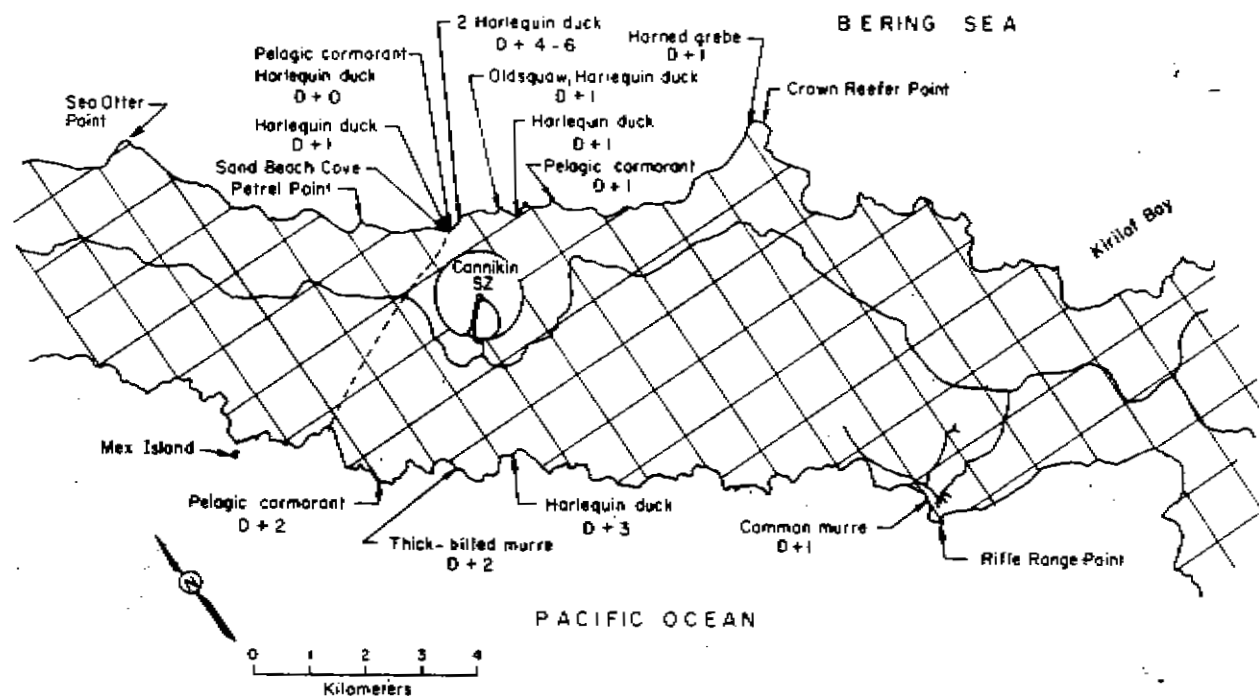 BERING SEA
2 Harlequin duck
D + 4 - 6
Horned grebe
D + 1
Pelagic cormorant
Harlequin duck
D + 0
Oldsquaw, Harlequin duck
D + 1
Crown Reefer Point
Sea Otter
Point
Harlequin duck
D + 1
Harlequin duck
D + 1
Sand Beach Cove
Petrel Point
Pelagic cormorant
D + 1
Kirilof Bay
Cannikin
SZ
Mex Island
Pelagic cormorant
D + 2
Harlequin duck
D + 3
Common murre
D + 1
Thick-billed murre
D + 2
Rifle Range Point
N
PACIFIC OCEAN
0 1 2 3 4
Kilometers